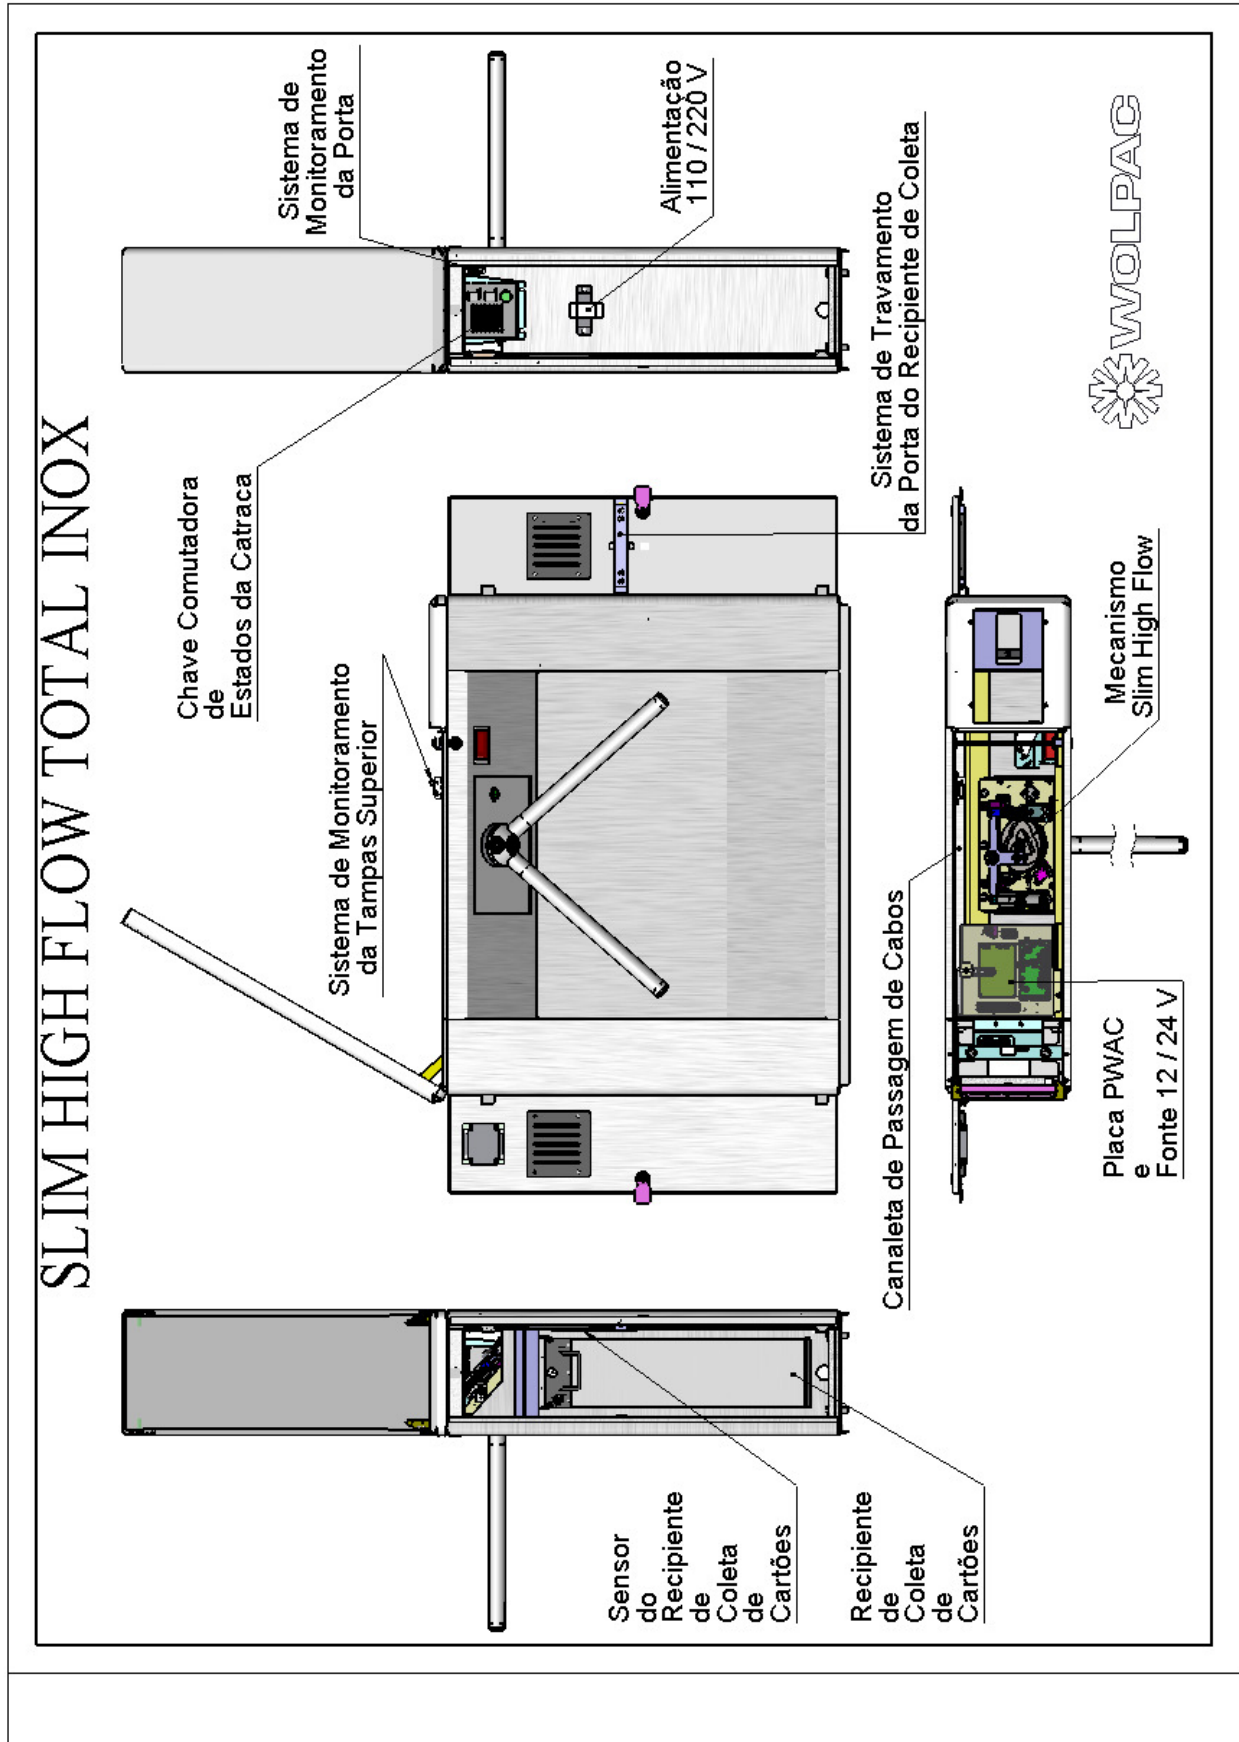 SLIM HIGH FLOW TOTAL INOX
Chave Comutadora
de
Estados da Catraca
Sistema de
Monitoramento
da Porta
Sistema de Monitoramento
da Tampas Superior
Sensor
do
Recipiente
de
Coleta
de
Cartões
Alimentação
110 / 220 V
Recipiente
de
Coleta
de
Cartões
Sistema de Travamento
da Porta do Recipiente de Coleta
Canaleta de Passagem de Cabos
Placa PWAC
e
Fonte 12 / 24 V
Mecanismo
Slim High Flow
WOLPAC